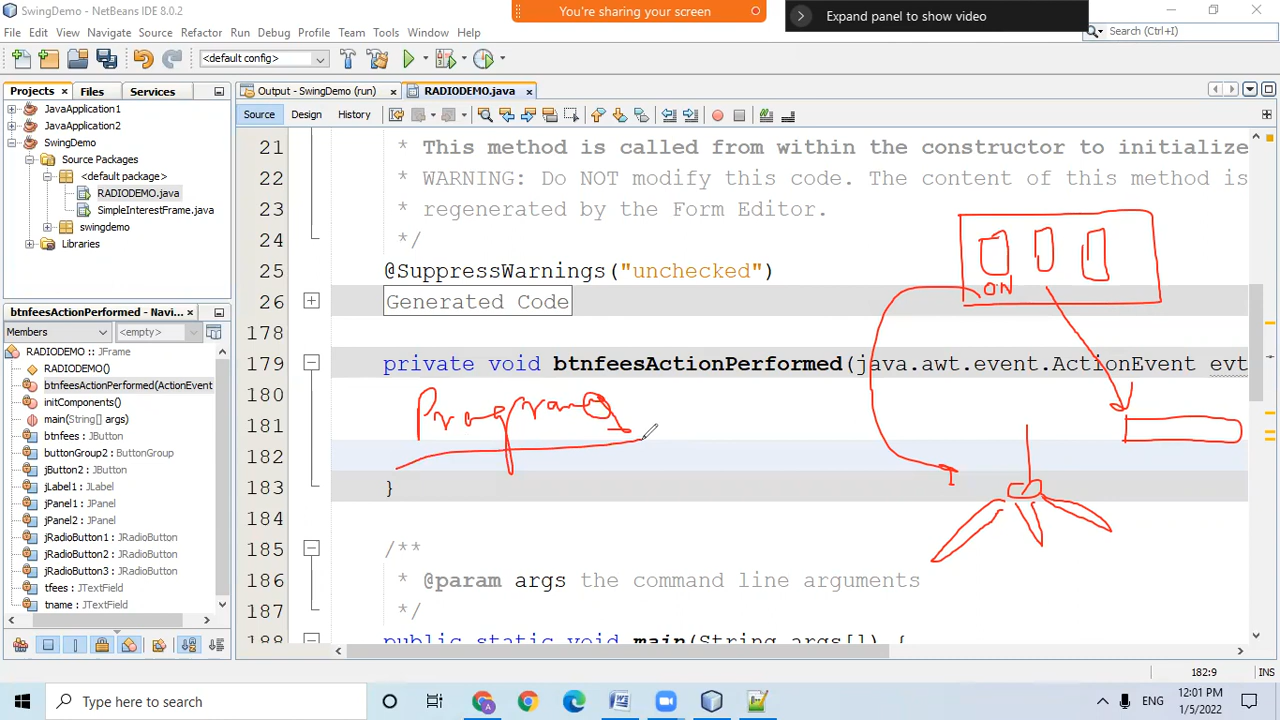 SwingDemo - NetBeans IDE 8.0.2
You're sharing your screen
Expand panel to show video
File Edit View Navigate Source Refactor Run Debug Profile Team Tools Window Help
Search (Ctrl+I)
<default config>
Projects Files Services
Output - SwingDemo (run) RADIODEMO.java
JavaApplication1
JavaApplication2
SwingDemo
Source Packages
<default package>
RADIODEMO.java
SimpleInterestFrame.java
swingdemo
Libraries
Source Design History
21 * This method is called from within the constructor to initialize
22 * WARNING: Do NOT modify this code. The content of this method is
23 * regenerated by the Form Editor.
24 */
25 @SuppressWarnings("unchecked")
26 Generated Code
ON
178
179 private void btnfeesActionPerformed(java.awt.event.ActionEvent evt
180
181
182
183 }
184
185 /**
186 * @param args the command line arguments
187 */
188 public static void main(String args[]) {
btnfeesActionPerformed - Navi...
Members <empty>
RADIODEMO :: JFrame
RADIODEMO()
btnfeesActionPerformed(ActionEvent
initComponents()
main(String[] args)
btnfees : JButton
buttonGroup2 : ButtonGroup
jButton2 : JButton
jLabel1 : JLabel
jPanel1 : JPanel
jPanel2 : JPanel
jRadioButton1 : JRadioButton
jRadioButton2 : JRadioButton
jRadioButton3 : JRadioButton
tfees : JTextField
tname : JTextField
182:9 INS
Type here to search
ENG
12:01 PM
1/5/2022